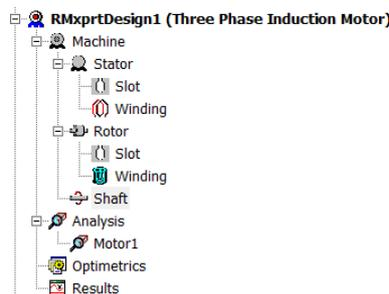 RMxprtDesign1 (Three Phase Induction Motor)
Machine
Stator
Slot
Winding
Rotor
Slot
Winding
Shaft
Analysis
Motor1
Optimetrics
Results